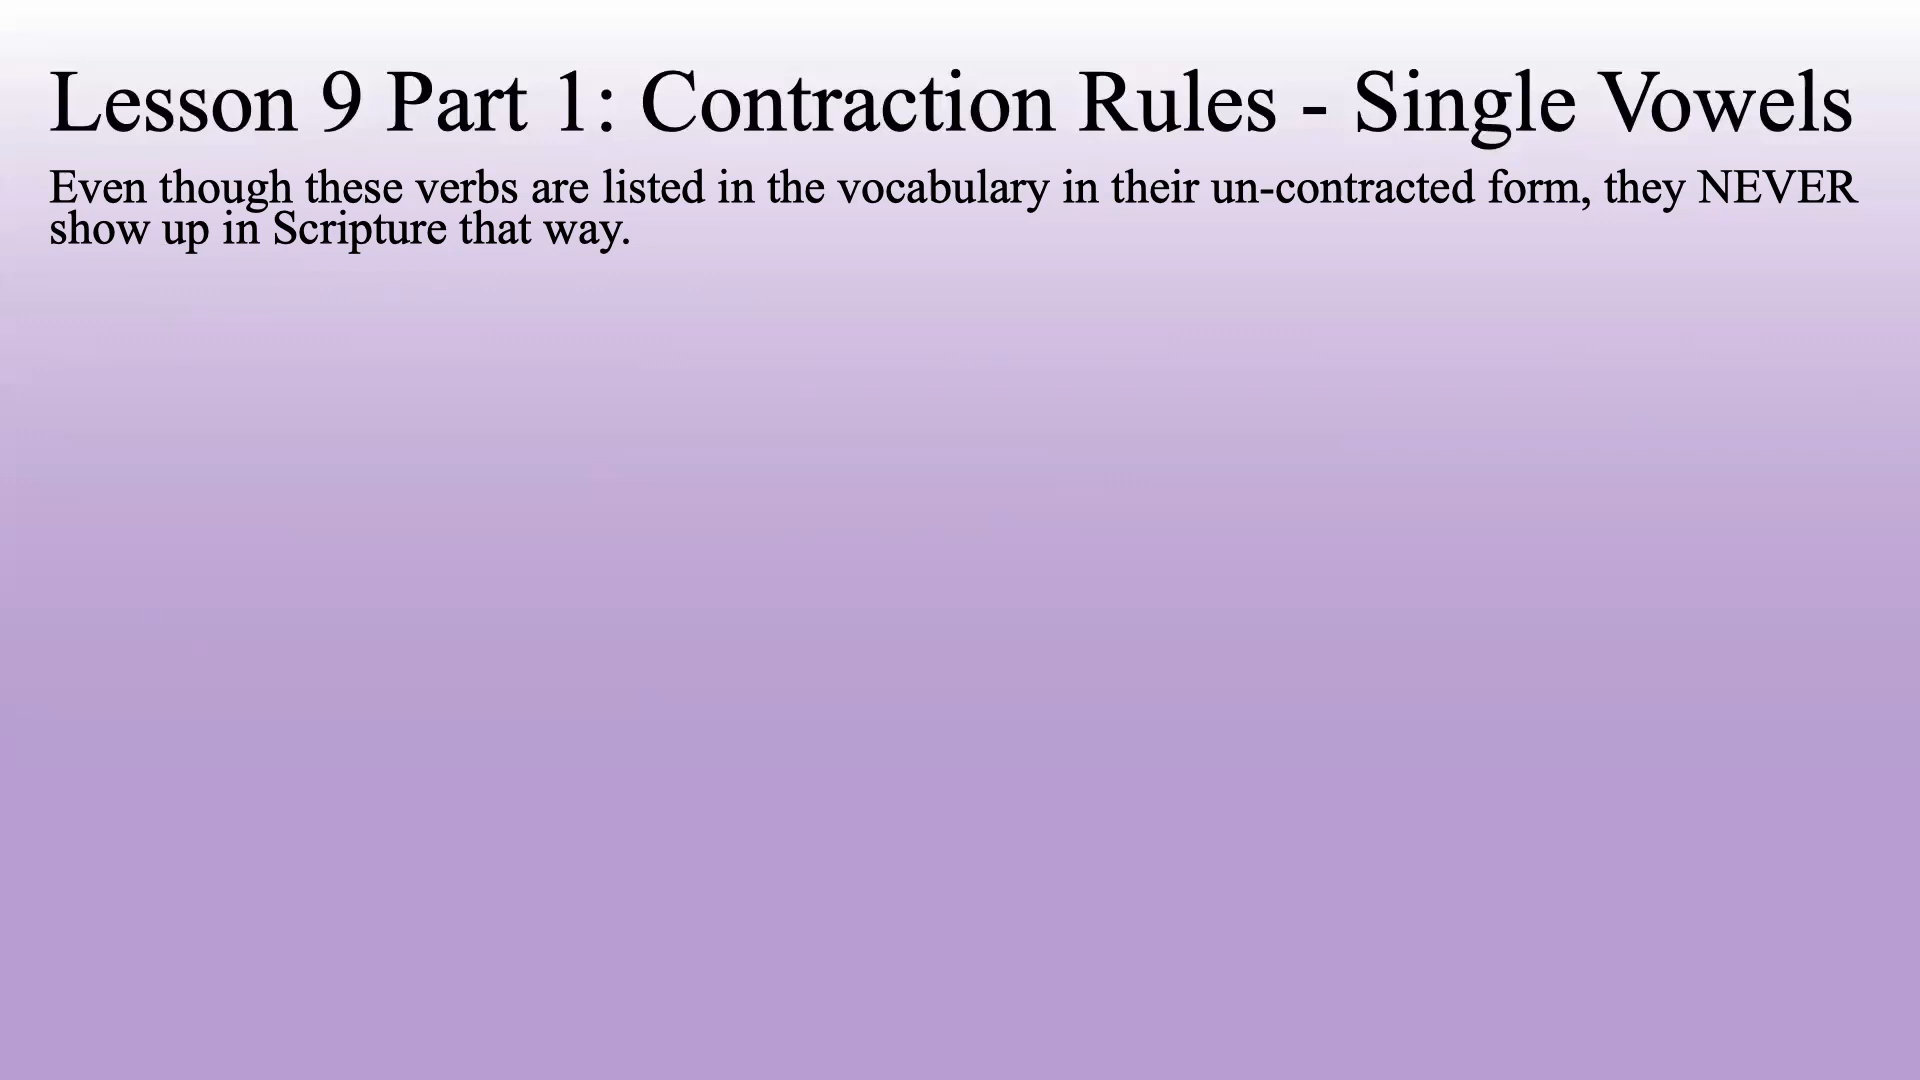 Lesson 9 Part 1: Contraction Rules - Single Vowels
Even though these verbs are listed in the vocabulary in their un-contracted form, they NEVER
show up in Scripture that way.